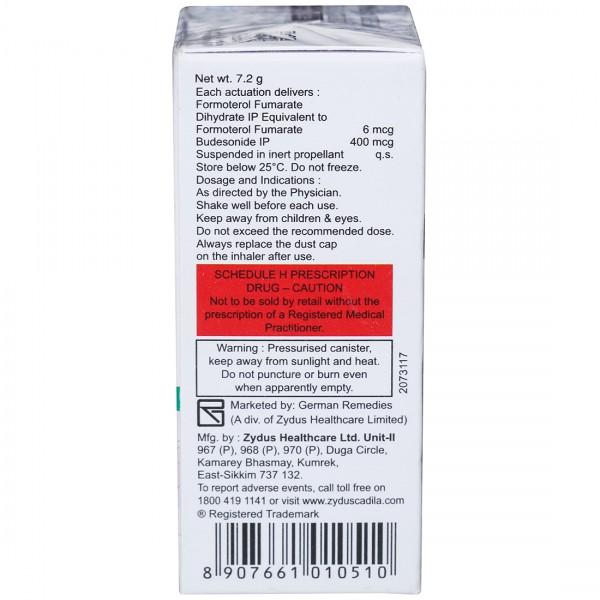 Net wt. 7.2 g
Each actuation delivers :
Formoterol Fumarate
Dihydrate IP Equivalent to
Formoterol Fumarate 6 mcg
Budesonide IP 400 mcg
Suspended in inert propellant q.s.
Store below 25°C. Do not freeze.
Dosage and Indications :
As directed by the Physician.
Shake well before each use.
Keep away from children & eyes.
Do not exceed the recommended dose.
Always replace the dust cap
on the inhaler after use.
SCHEDULE H PRESCRIPTION
DRUG – CAUTION
Not to be sold by retail without the
prescription of a Registered Medical
Practitioner.
Warning : Pressurised canister,
keep away from sunlight and heat.
Do not puncture or burn even
when apparently empty.
2073117
Marketed by: German Remedies
(A div. of Zydus Healthcare Limited)
Mfg. by : Zydus Healthcare Ltd. Unit-II
967 (P), 968 (P), 970 (P), Duga Circle,
Kamarey Bhasmay, Kumrek,
East-Sikkim 737 132.
To report adverse events, call toll free on
1800 419 1141 or visit www.zyduscadila.com
® Registered Trademark
8 907661 010510